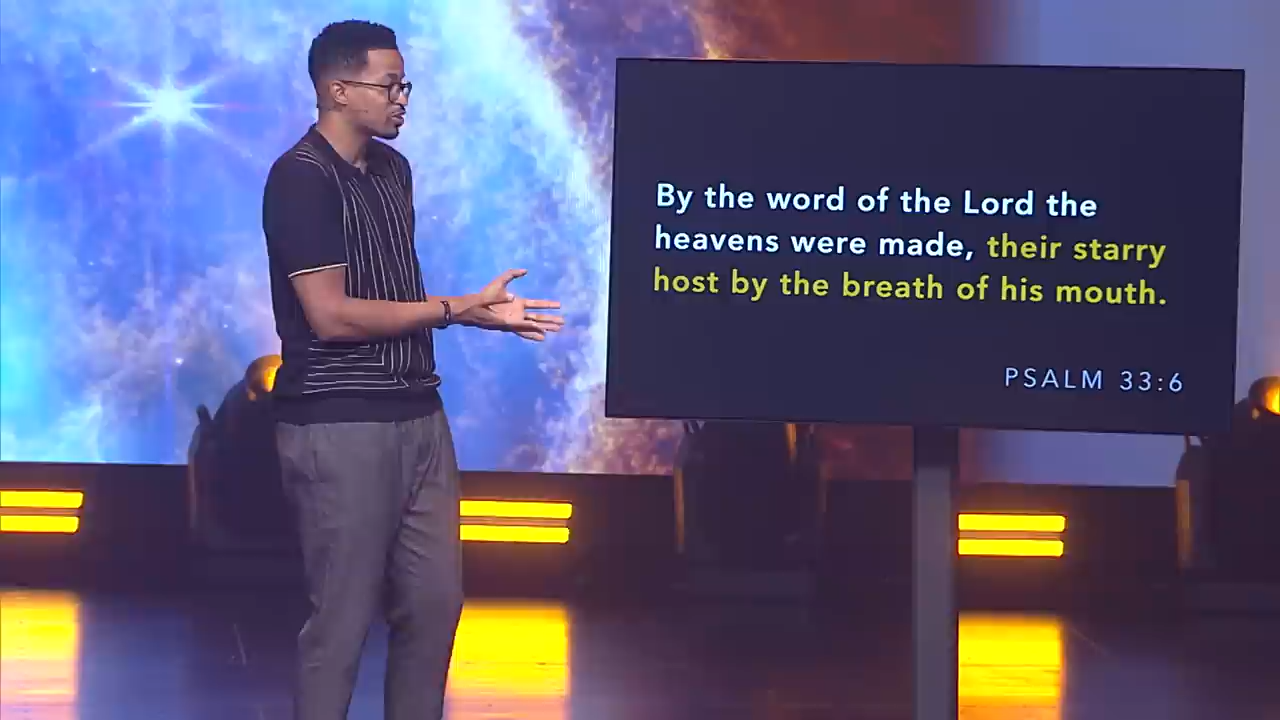 By the word of the Lord the
heavens were made, their starry
host by the breath of his mouth.
PSALM 33:6